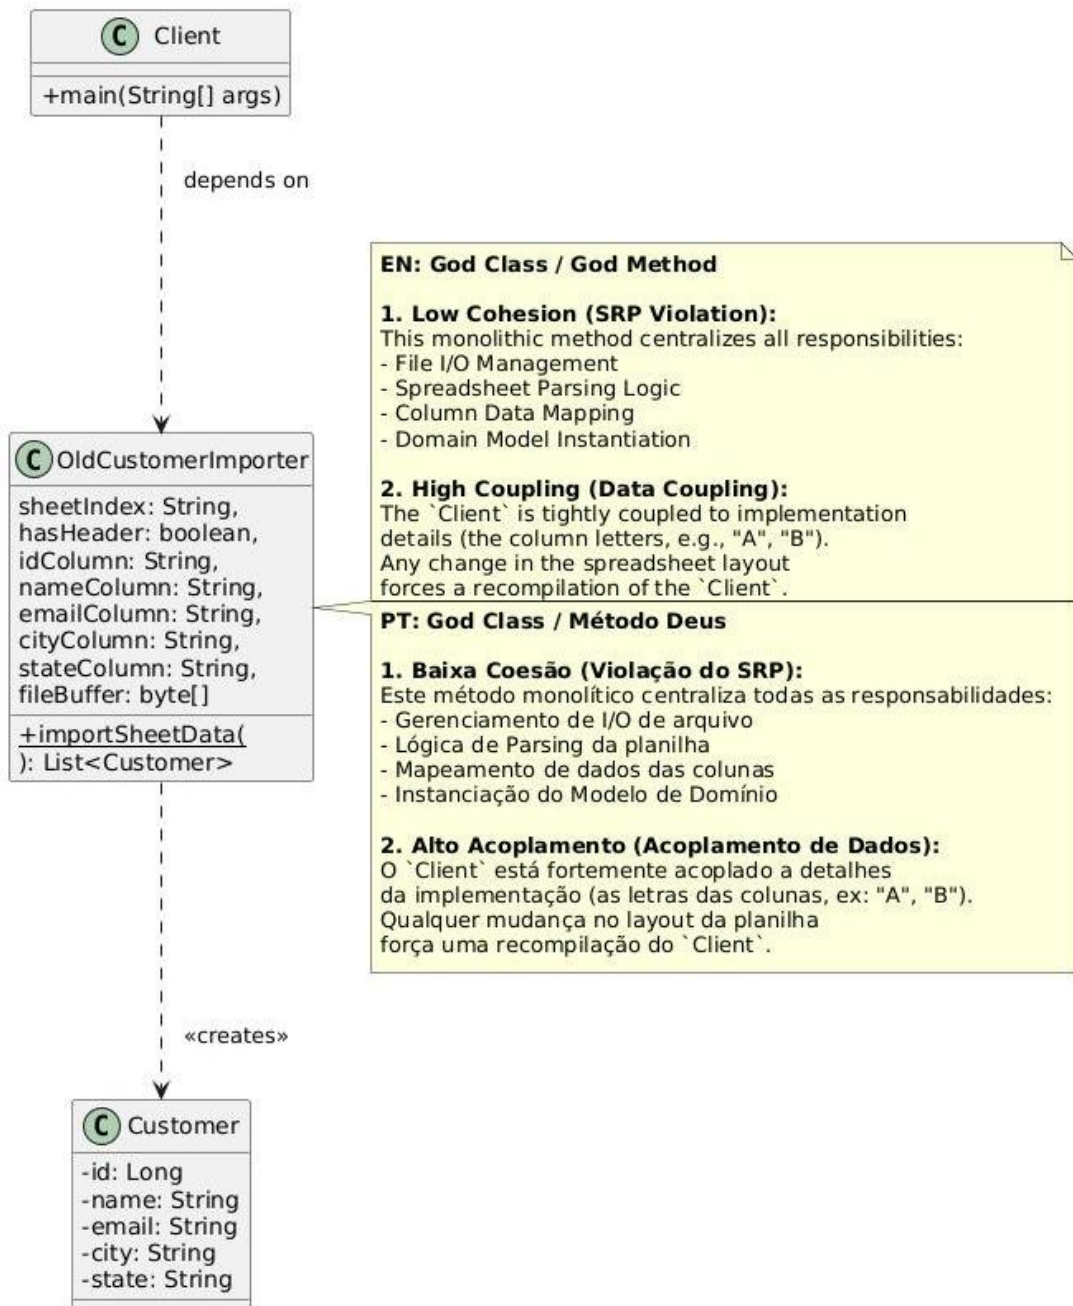 C Client
+main(String[] args)
depends on
EN: God Class / God Method
1. Low Cohesion (SRP Violation):
This monolithic method centralizes all responsibilities:
- File I/O Management
- Spreadsheet Parsing Logic
- Column Data Mapping
- Domain Model Instantiation
2. High Coupling (Data Coupling):
The `Client` is tightly coupled to implementation
details (the column letters, e.g., "A", "B").
Any change in the spreadsheet layout
forces a recompilation of the `Client`.
PT: God Class / Método Deus
1. Baixa Coesão (Violação do SRP):
Este método monolítico centraliza todas as responsabilidades:
- Gerenciamento de I/O de arquivo
- Lógica de Parsing da planilha
- Mapeamento de dados das colunas
- Instanciação do Modelo de Domínio
2. Alto Acoplamento (Acoplamento de Dados):
O `Client` está fortemente acoplado a detalhes
da implementação (as letras das colunas, ex: "A", "B").
Qualquer mudança no layout da planilha
força uma recompilação do `Client`.
C OldCustomerImporter
sheetIndex: String,
hasHeader: boolean,
idColumn: String,
nameColumn: String,
emailColumn: String,
cityColumn: String,
stateColumn: String,
fileBuffer: byte[]
+importSheetData(
): List<Customer>
«creates»
C Customer
-id: Long
-name: String
-email: String
-city: String
-state: String